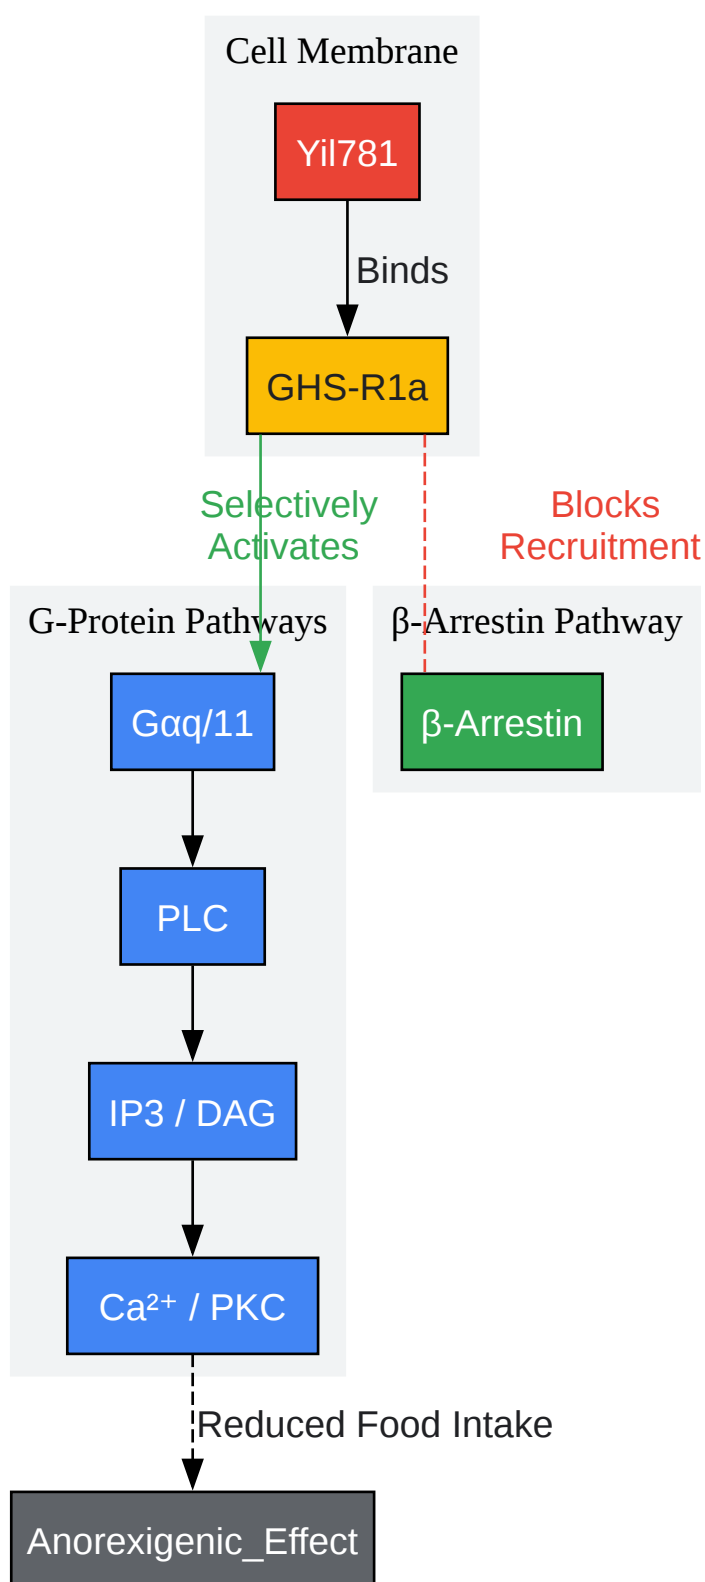 Cell Membrane
Yil781
Binds
GHS-R1a
Selectively
Activates
Blocks
Recruitment
G-Protein Pathways
β-Arrestin Pathway
Gαq/11
β-Arrestin
PLC
IP3 / DAG
Ca²⁺ / PKC
Reduced Food Intake
Anorexigenic_Effect